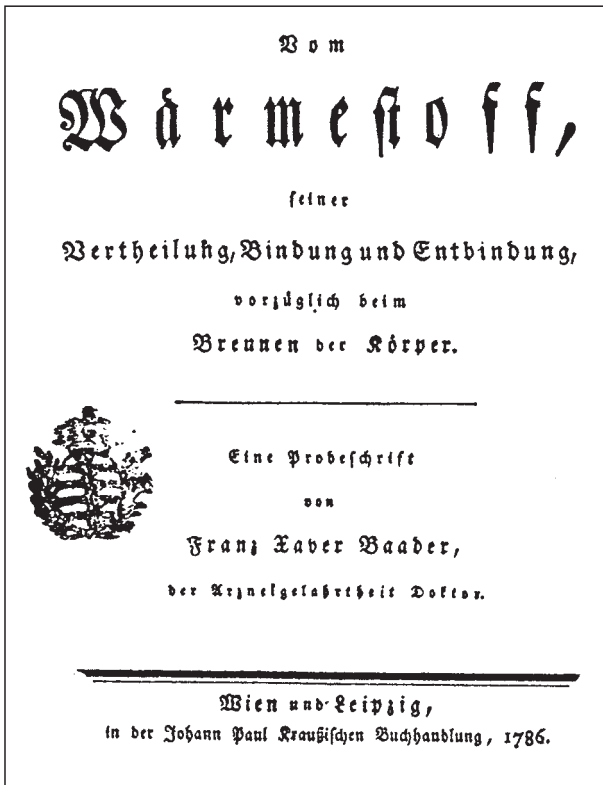 Vom
Wärmestoff,
seiner
Vertheilung, Bindung und Entbindung,
vorzüglich beim
Brennen der Körper.
Eine Probeschrift
von
Franz Xaver Baader,
der Arzneigelahrtheit Doktor.
Wien und Leipzig,
in der Johann Paul Kraußischen Buchhandlung, 1786.